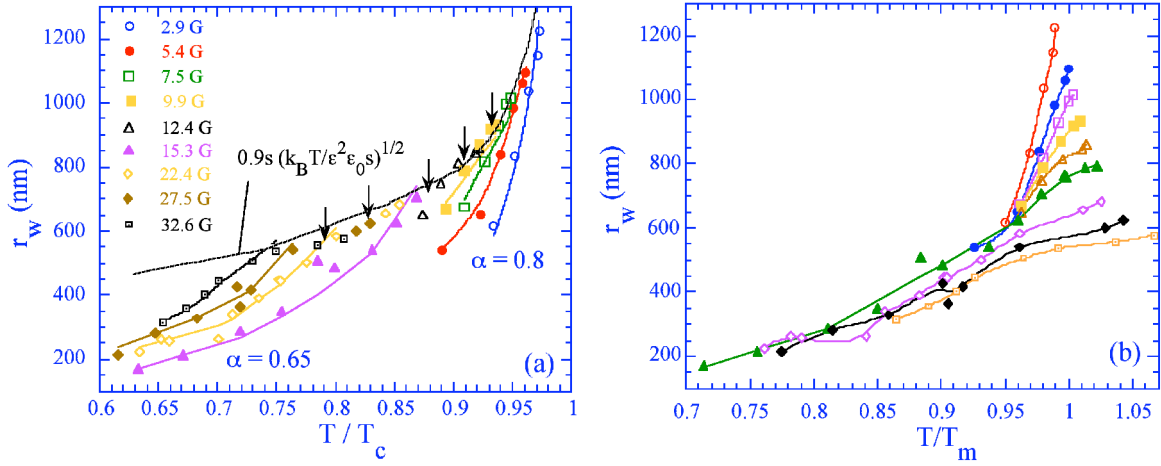 1200
1000
800
600
400
200
r_w (nm)
2.9 G
5.4 G
7.5 G
9.9 G
12.4 G
15.3 G
22.4 G
27.5 G
32.6 G
0.9s (k_BT/ε²ε₀s)^1/2
α = 0.8
α = 0.65
(a)
0.6 0.65 0.7 0.75 0.8 0.85 0.9 0.95 1
T / T_c
1200
1000
800
600
400
200
r_w (nm)
(b)
0.7 0.75 0.8 0.85 0.9 0.95 1 1.05
T/T_m